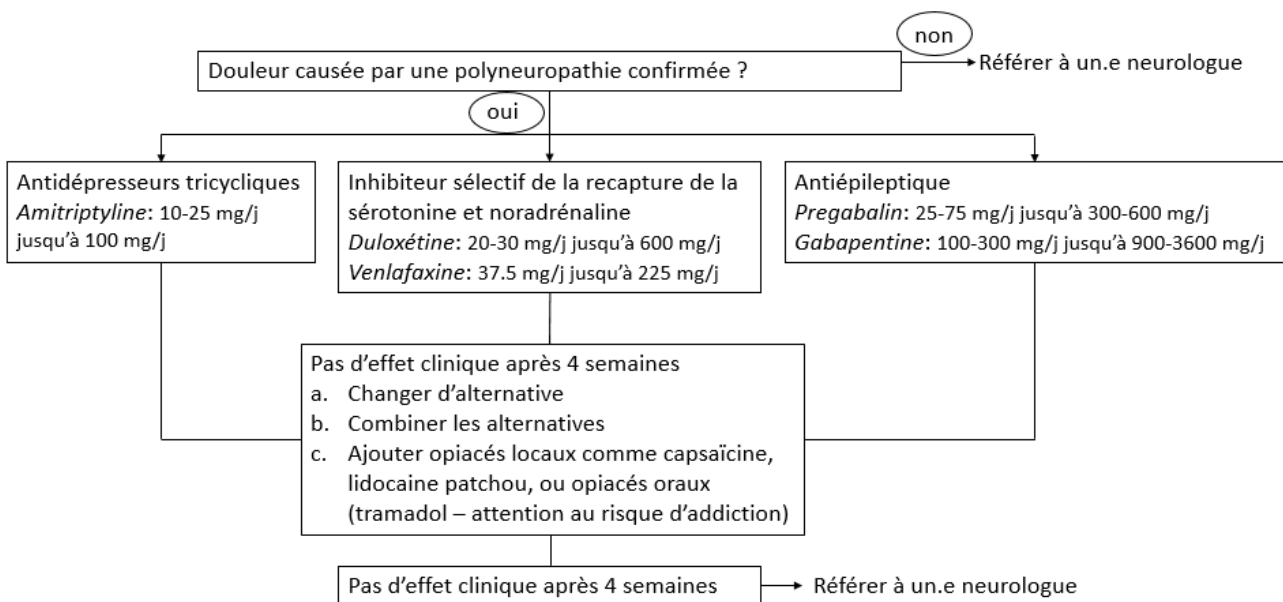 non
Douleur causée par une polyneuropathie confirmée ?
Référer à un.e neurologue
oui
Antidépresseurs tricycliques
Amitriptyline: 10-25 mg/j
jusqu’à 100 mg/j
Inhibiteur sélectif de la recapture de la
sérotonine et noradrénaline
Duloxétine: 20-30 mg/j jusqu’à 600 mg/j
Venlafaxine: 37.5 mg/j jusqu’à 225 mg/j
Antiépileptique
Pregabalin: 25-75 mg/j jusqu’à 300-600 mg/j
Gabapentine: 100-300 mg/j jusqu’à 900-3600 mg/j
Pas d’effet clinique après 4 semaines
a. Changer d’alternative
b. Combiner les alternatives
c. Ajouter opiacés locaux comme capsaïcine,
lidocaine patchou, ou opiacés oraux
(tramadol – attention au risque d’addiction)
Pas d’effet clinique après 4 semaines
Référer à un.e neurologue